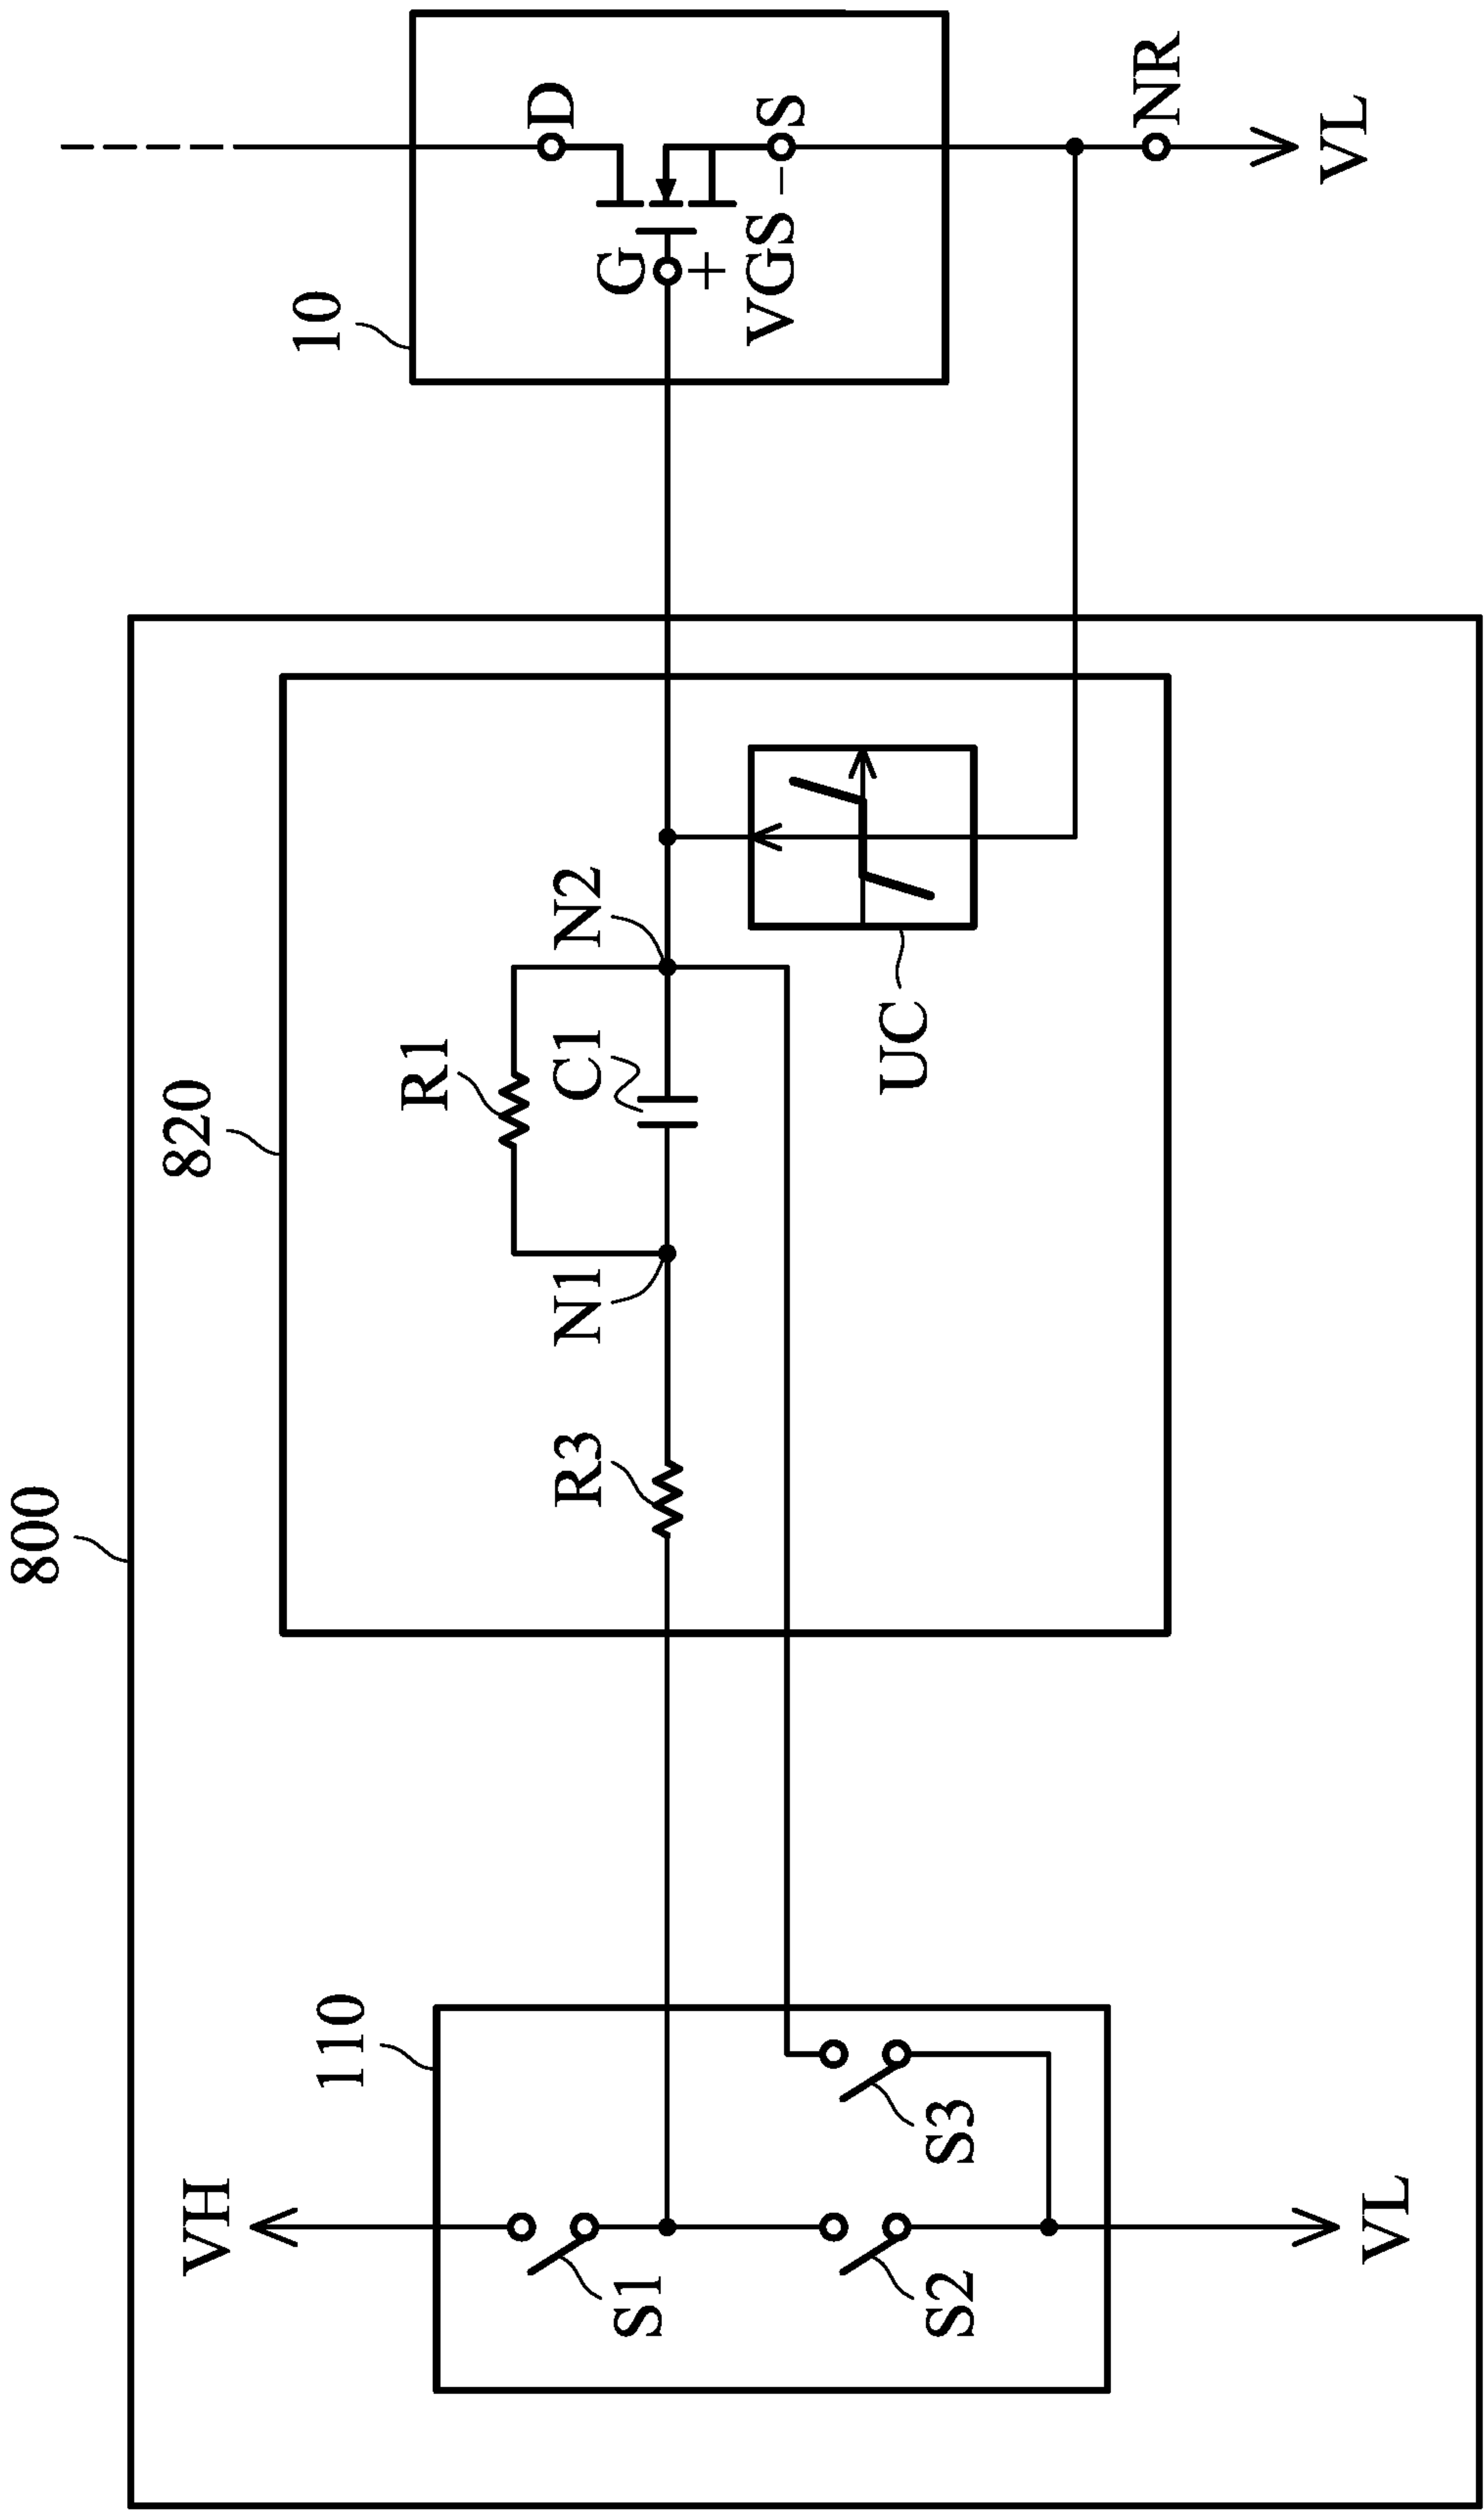 800
820
10
110
VH
S1
S2
S3
VL
R3
N1
R1
C1
N2
UC
D
G
+
VGS
–
S
NR
VL